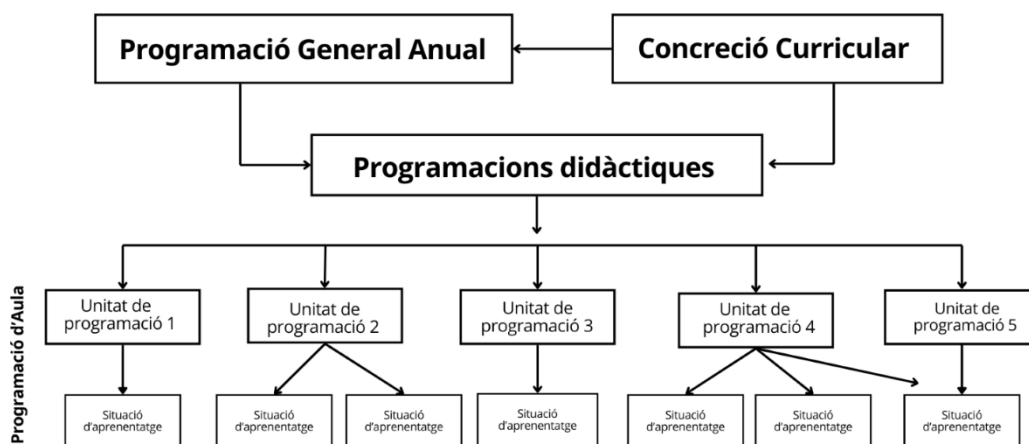 Programació General Anual
Concreció Curricular
Programacions didàctiques
Programació d'Aula
Unitat de
programació 1
Unitat de
programació 2
Unitat de
programació 3
Unitat de
programació 4
Unitat de
programació 5
Situació
d'aprenentatge
Situació
d'aprenentatge
Situació
d'aprenentatge
Situació
d'aprenentatge
Situació
d'aprenentatge
Situació
d'aprenentatge
Situació
d'aprenentatge